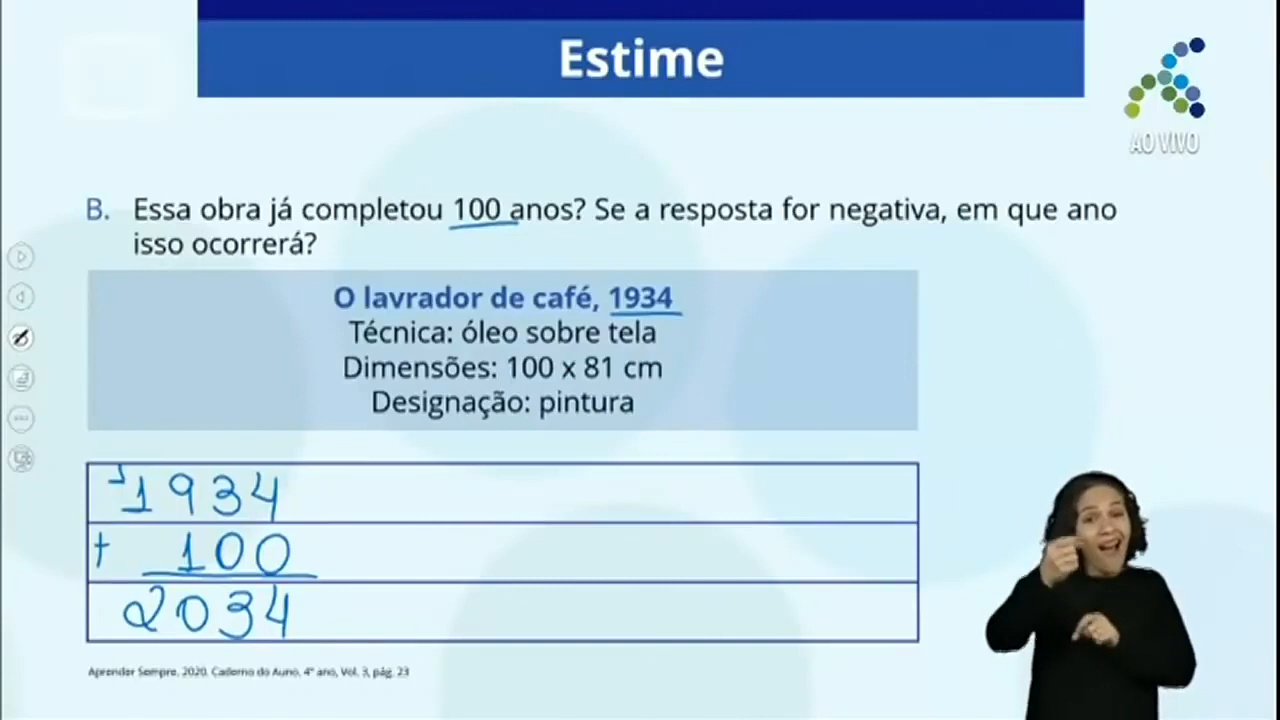 Estime
AO VIVO
B. Essa obra já completou 100 anos? Se a resposta for negativa, em que ano
isso ocorrerá?
O lavrador de café, 1934
Técnica: óleo sobre tela
Dimensões: 100 x 81 cm
Designação: pintura
1
1934
+ 100
2034
Aprender Sempre, 2020. Caderno do Auno, 4º ano, Vol. 3, pág. 23